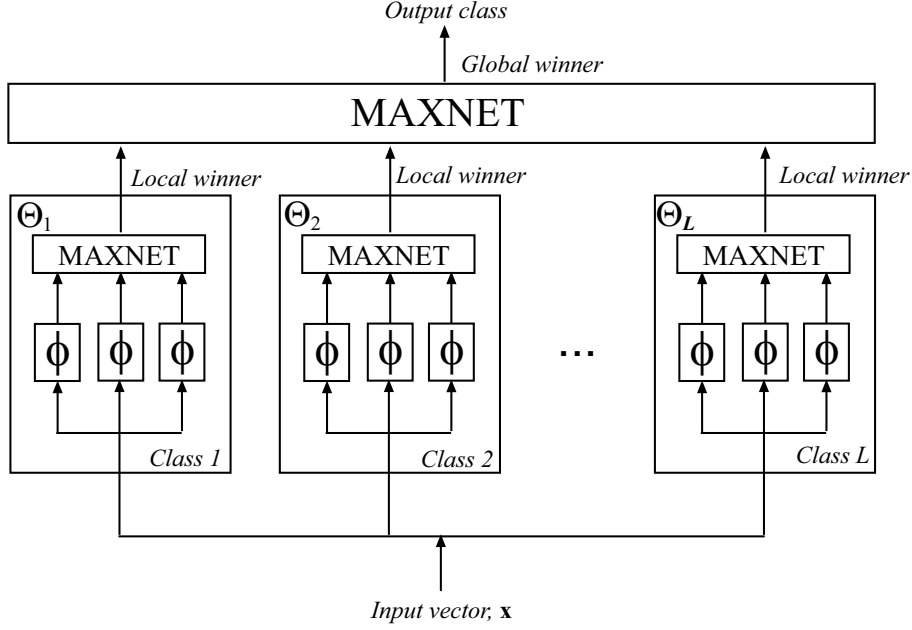 Output class
Global winner
MAXNET
Local winner Local winner Local winner
Θ1 Θ2 ΘL
MAXNET MAXNET MAXNET
ϕ ϕ ϕ ϕ ϕ ϕ ... ϕ ϕ ϕ
Class 1 Class 2 Class L
Input vector, x